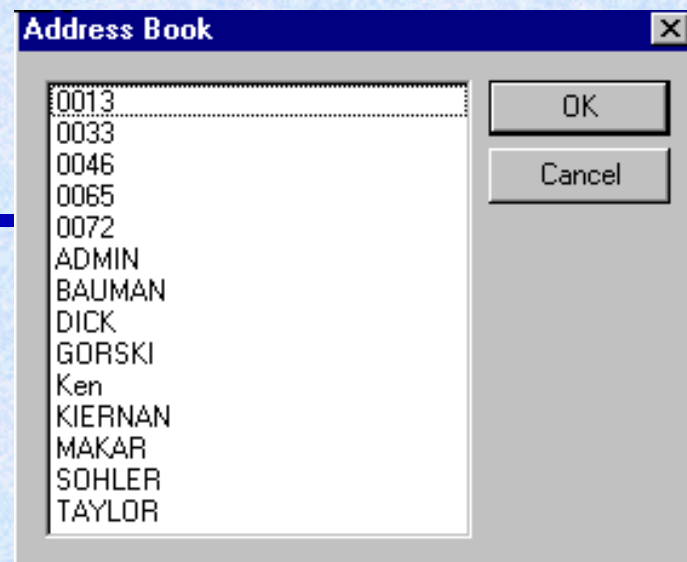 Address Book
0013
0033
0046
0065
0072
ADMIN
BAUMAN
DICK
GORSKI
Ken
KIERNAN
MAKAR
SOHLER
TAYLOR
OK
Cancel